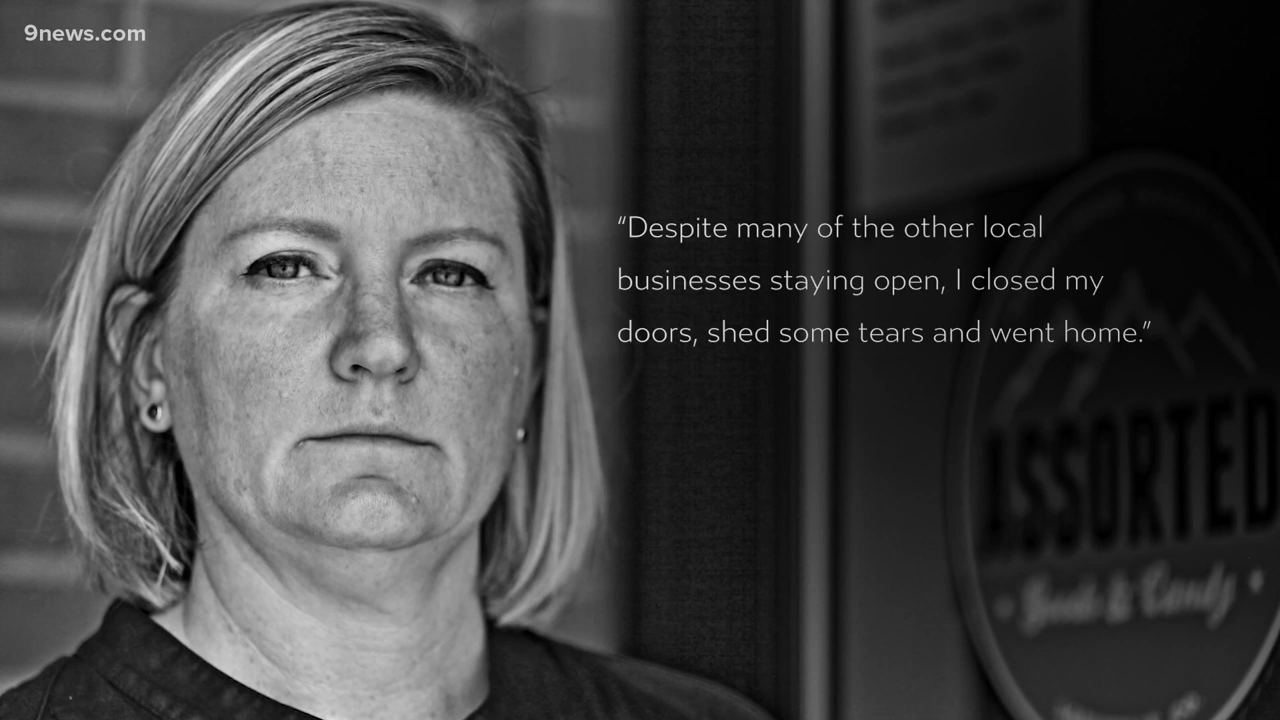 9news.com
“Despite many of the other local
businesses staying open, I closed my
doors, shed some tears and went home.”
ASSORTED
& Candy